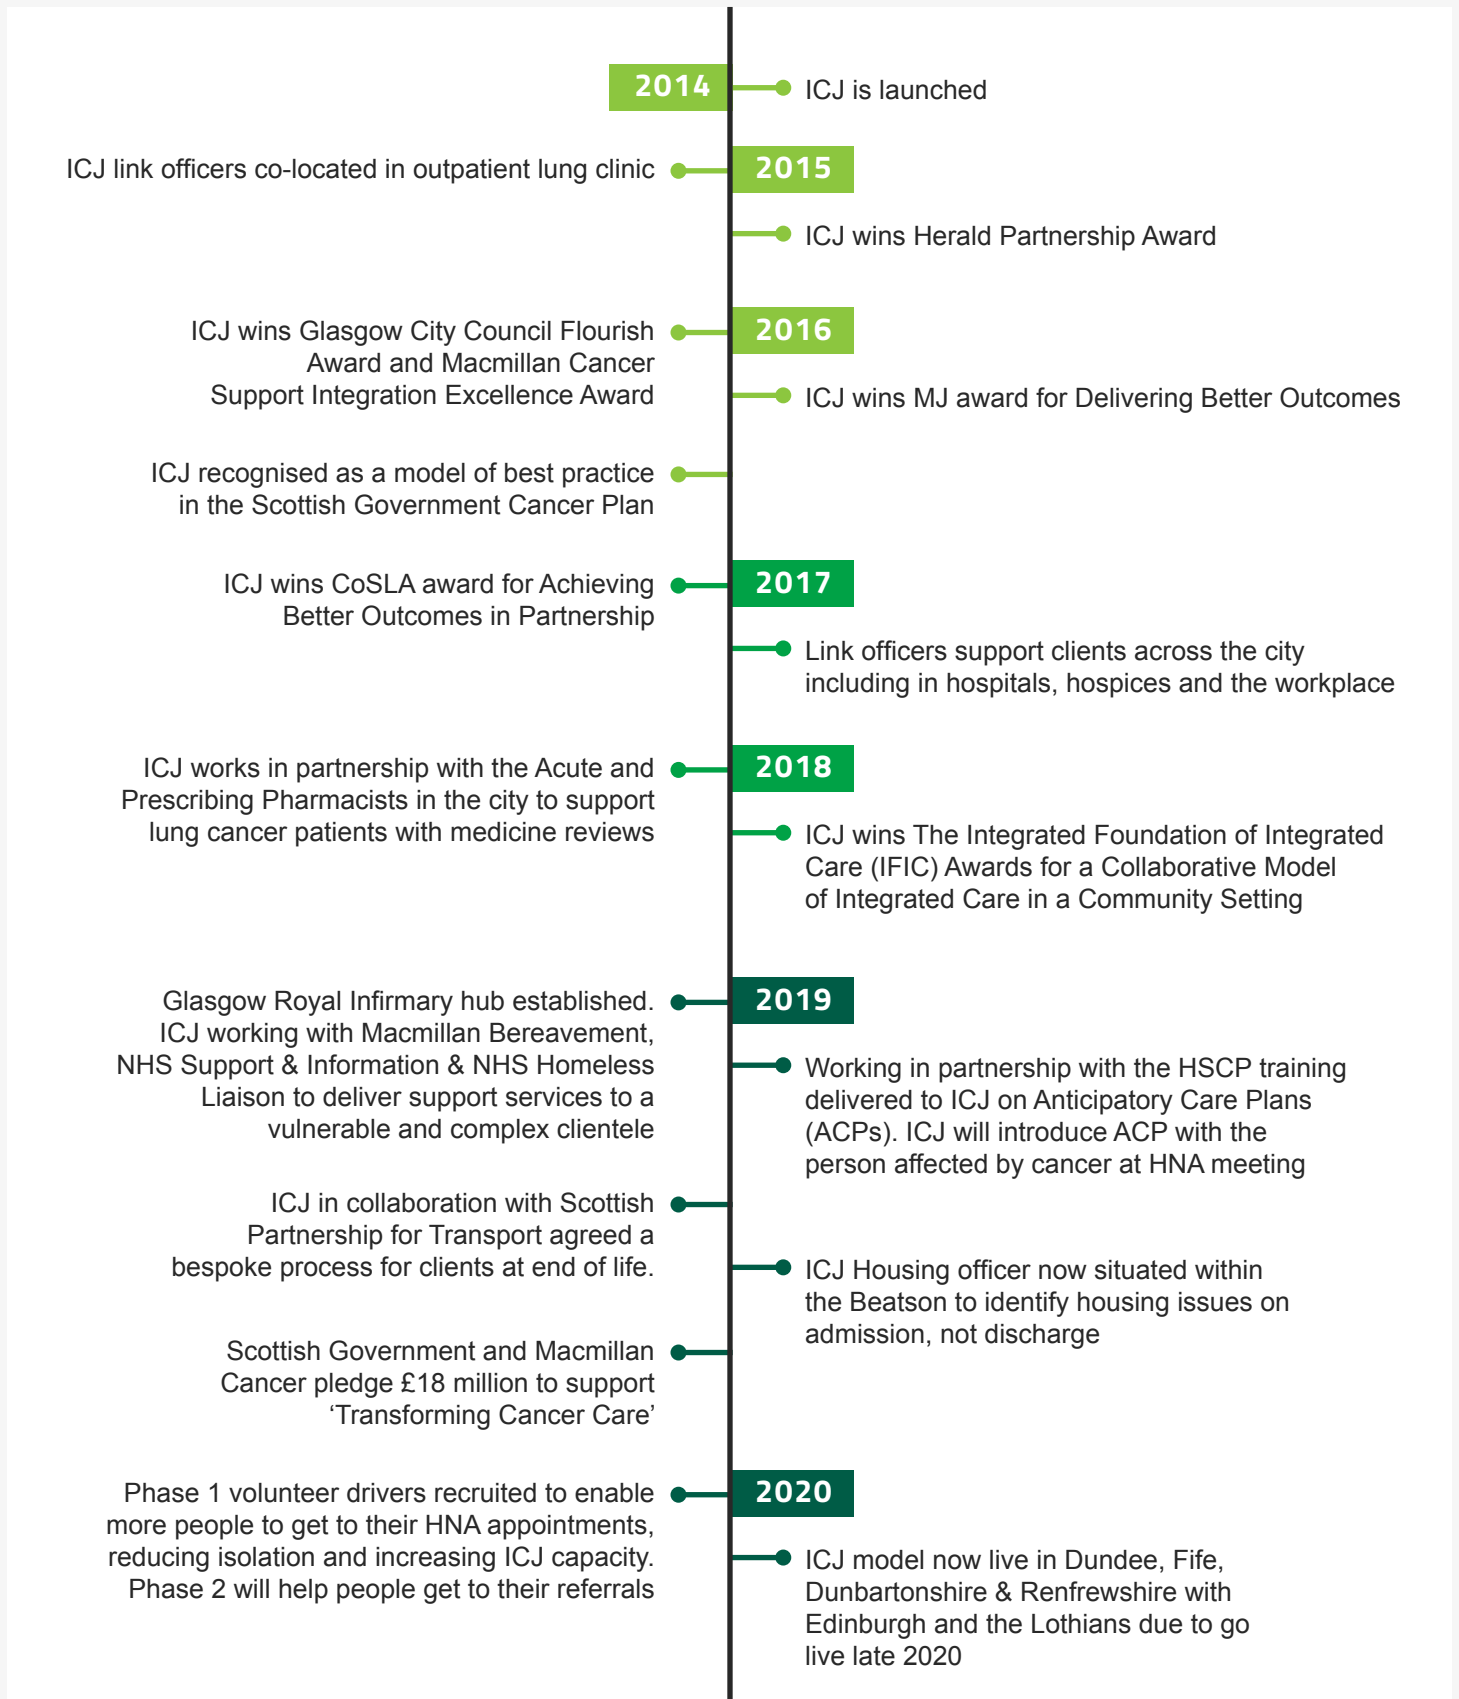 2014
ICJ is launched
ICJ link officers co-located in outpatient lung clinic
2015
ICJ wins Herald Partnership Award
ICJ wins Glasgow City Council Flourish
Award and Macmillan Cancer
Support Integration Excellence Award
2016
ICJ wins MJ award for Delivering Better Outcomes
ICJ recognised as a model of best practice
in the Scottish Government Cancer Plan
ICJ wins CoSLA award for Achieving
Better Outcomes in Partnership
2017
Link officers support clients across the city
including in hospitals, hospices and the workplace
ICJ works in partnership with the Acute and
Prescribing Pharmacists in the city to support
lung cancer patients with medicine reviews
2018
ICJ wins The Integrated Foundation of Integrated
Care (IFIC) Awards for a Collaborative Model
of Integrated Care in a Community Setting
Glasgow Royal Infirmary hub established.
ICJ working with Macmillan Bereavement,
NHS Support & Information & NHS Homeless
Liaison to deliver support services to a
vulnerable and complex clientele
2019
Working in partnership with the HSCP training
delivered to ICJ on Anticipatory Care Plans
(ACPs). ICJ will introduce ACP with the
person affected by cancer at HNA meeting
ICJ in collaboration with Scottish
Partnership for Transport agreed a
bespoke process for clients at end of life.
ICJ Housing officer now situated within
the Beatson to identify housing issues on
admission, not discharge
Scottish Government and Macmillan
Cancer pledge £18 million to support
‘Transforming Cancer Care’
Phase 1 volunteer drivers recruited to enable
more people to get to their HNA appointments,
reducing isolation and increasing ICJ capacity.
Phase 2 will help people get to their referrals
2020
ICJ model now live in Dundee, Fife,
Dunbartonshire & Renfrewshire with
Edinburgh and the Lothians due to go
live late 2020